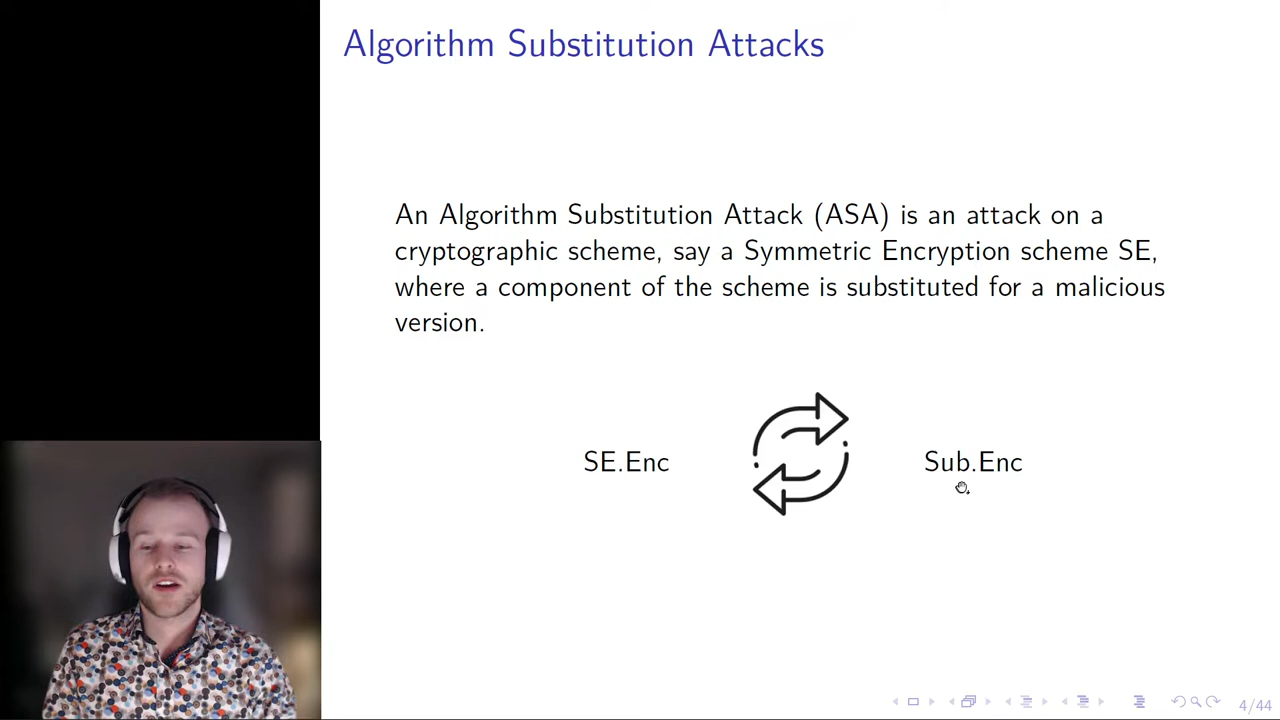 Algorithm Substitution Attacks
An Algorithm Substitution Attack (ASA) is an attack on a
cryptographic scheme, say a Symmetric Encryption scheme SE,
where a component of the scheme is substituted for a malicious
version.
SE.Enc
Sub.Enc
4/44